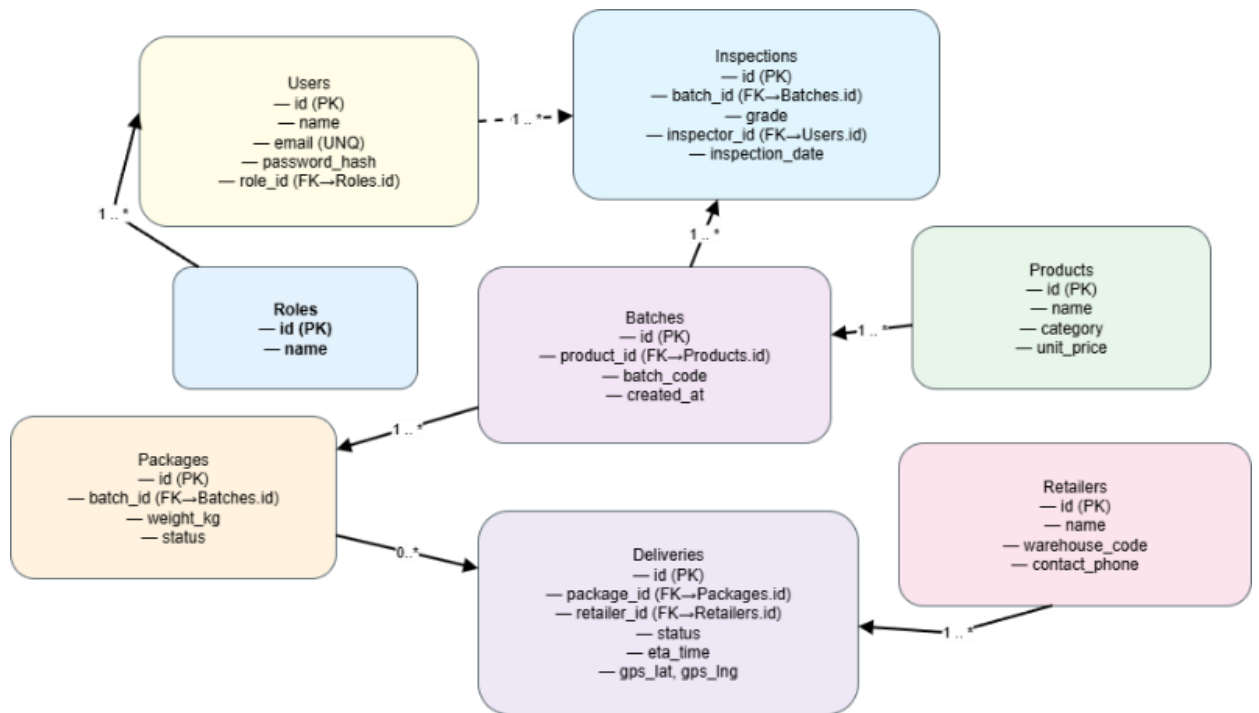 Users
— id (PK)
— name
— email (UNQ)
— password_hash
— role_id (FK→Roles.id)
1 .. *
Inspections
— id (PK)
— batch_id (FK→Batches.id)
— grade
— inspector_id (FK→Users.id)
— inspection_date
1 .. *
1 .. *
Roles
— id (PK)
— name
Batches
— id (PK)
— product_id (FK→Products.id)
— batch_code
— created_at
1 .. *
Products
— id (PK)
— name
— category
— unit_price
1 .. *
Packages
— id (PK)
— batch_id (FK→Batches.id)
— weight_kg
— status
0..*
Deliveries
— id (PK)
— package_id (FK→Packages.id)
— retailer_id (FK→Retailers.id)
— status
— eta_time
— gps_lat, gps_lng
Retailers
— id (PK)
— name
— warehouse_code
— contact_phone
1 .. *